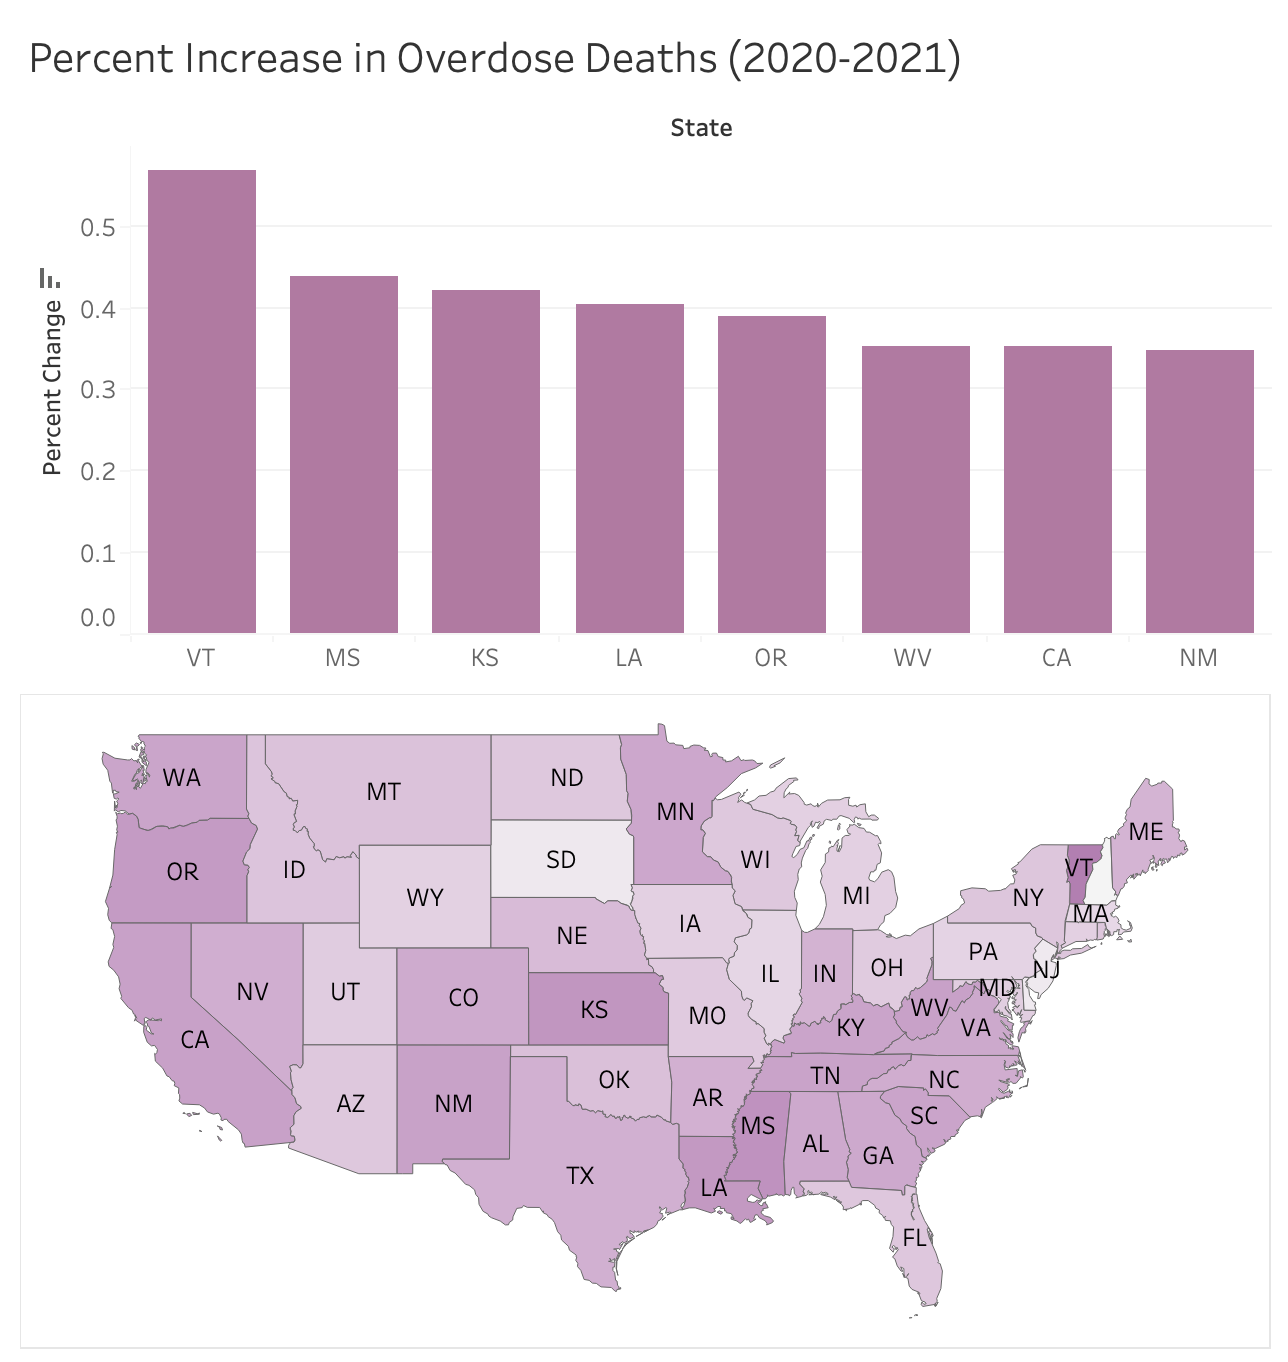 Percent Increase in Overdose Deaths (2020-2021)
State
Percent Change
0.5
0.4
0.3
0.2
0.1
0.0
VT MS KS LA OR WV CA NM
WA
MT
ND
MN
ME
OR
ID
SD
WI
VT
WY
MI
NY
MA
IA
NE
PA
NV
UT
CO
IL
IN
OH
NJ
MD
KS
MO
WV
CA
KY
VA
AZ
NM
OK
TN
NC
AR
MS
SC
AL
GA
TX
LA
FL